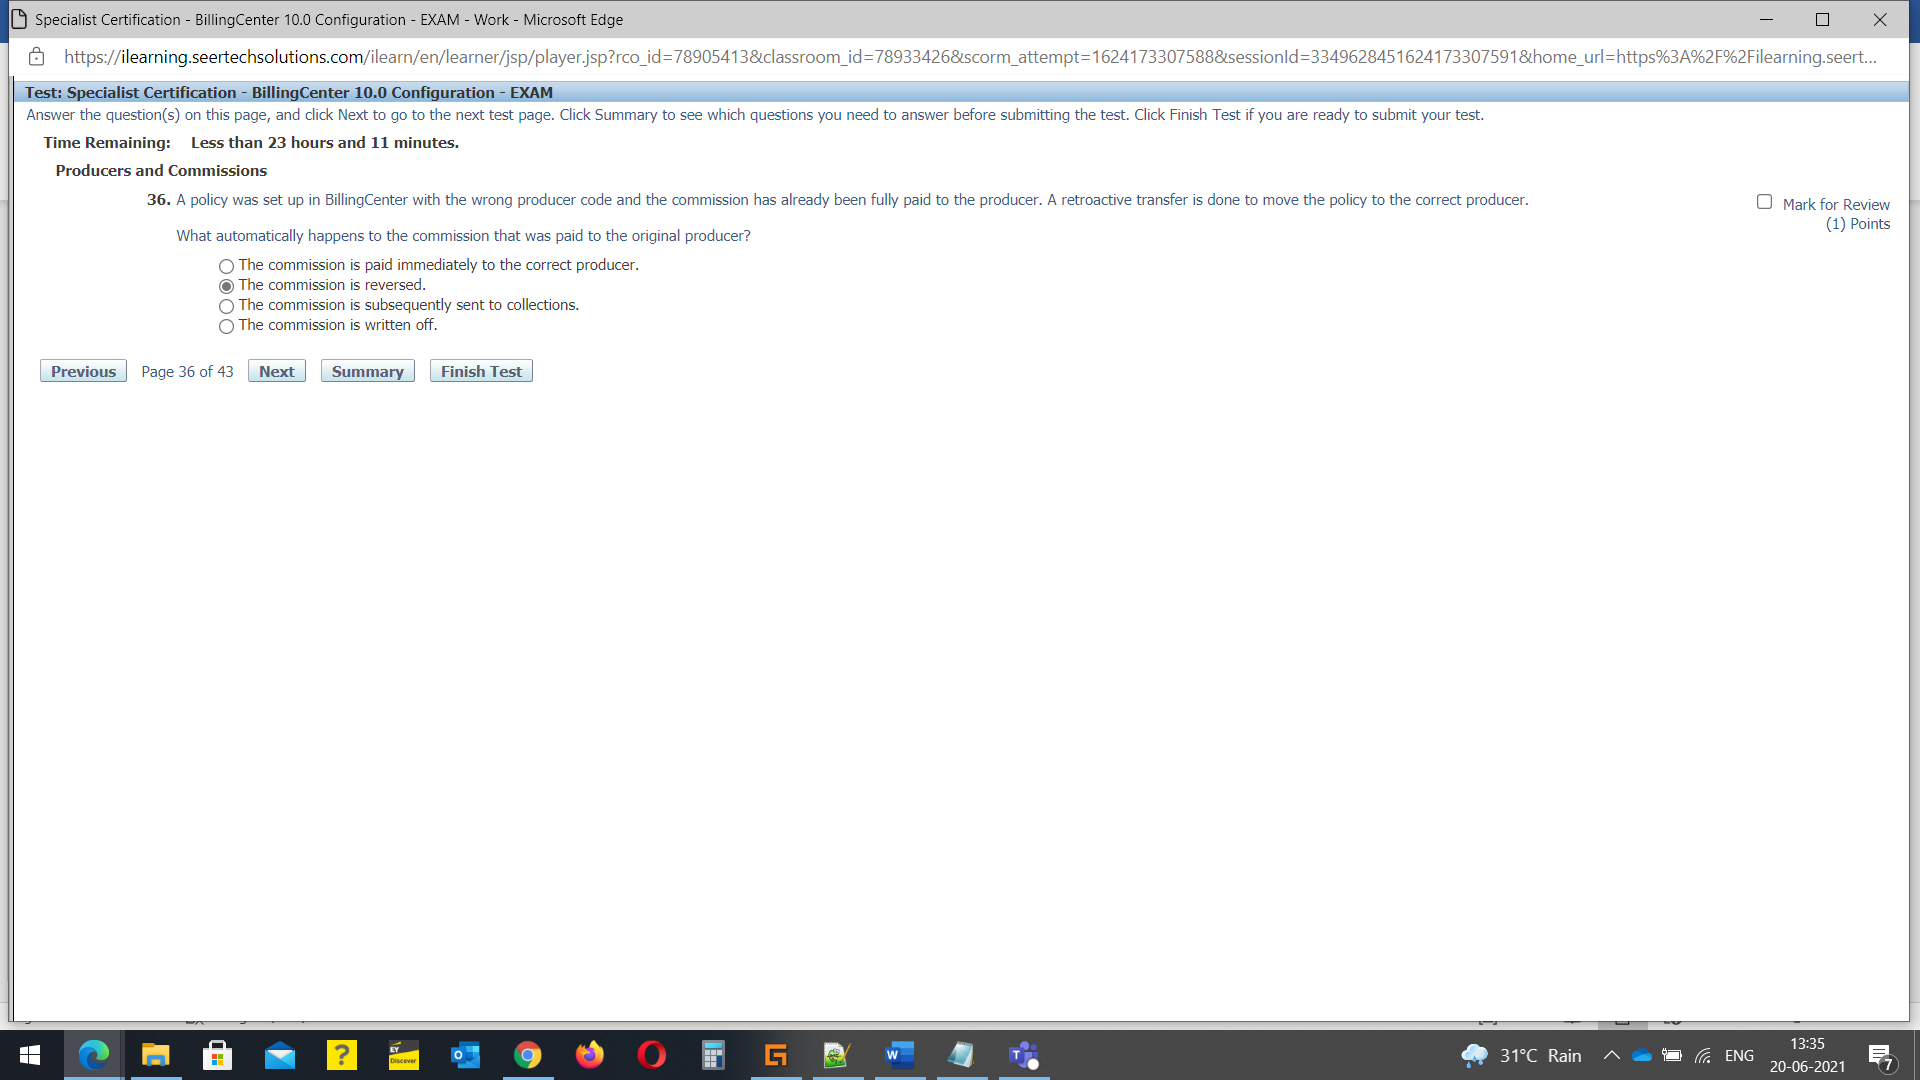 Specialist Certification - BillingCenter 10.0 Configuration - EXAM - Work - Microsoft Edge
https://ilearning.seertechsolutions.com/ilearn/en/learner/jsp/player.jsp?rco_id=78905413&classroom_id=78933426&scorm_attempt=1624173307588&sessionId=3349628451624173307591&home_url=https%3A%2F%2Filearning.seert...
Test: Specialist Certification - BillingCenter 10.0 Configuration - EXAM
Answer the question(s) on this page, and click Next to go to the next test page. Click Summary to see which questions you need to answer before submitting the test. Click Finish Test if you are ready to submit your test.
Time Remaining: Less than 23 hours and 11 minutes.
Producers and Commissions
36. A policy was set up in BillingCenter with the wrong producer code and the commission has already been fully paid to the producer. A retroactive transfer is done to move the policy to the correct producer.
Mark for Review
(1) Points
What automatically happens to the commission that was paid to the original producer?
The commission is paid immediately to the correct producer.
The commission is reversed.
The commission is subsequently sent to collections.
The commission is written off.
Previous Page 36 of 43 Next Summary Finish Test
EY
Discover
31°C Rain
ENG
13:35
20-06-2021
7